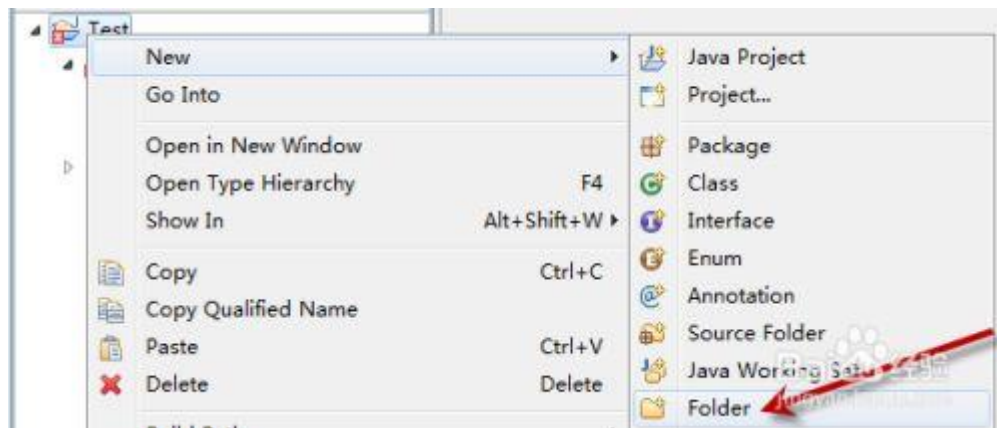 Test
New
Go Into
Open in New Window
Open Type Hierarchy F4
Show In Alt+Shift+W
Copy Ctrl+C
Copy Qualified Name
Paste Ctrl+V
Delete Delete
Java Project
Project...
Package
Class
Interface
Enum
Annotation
Source Folder
Java Working Set
Folder